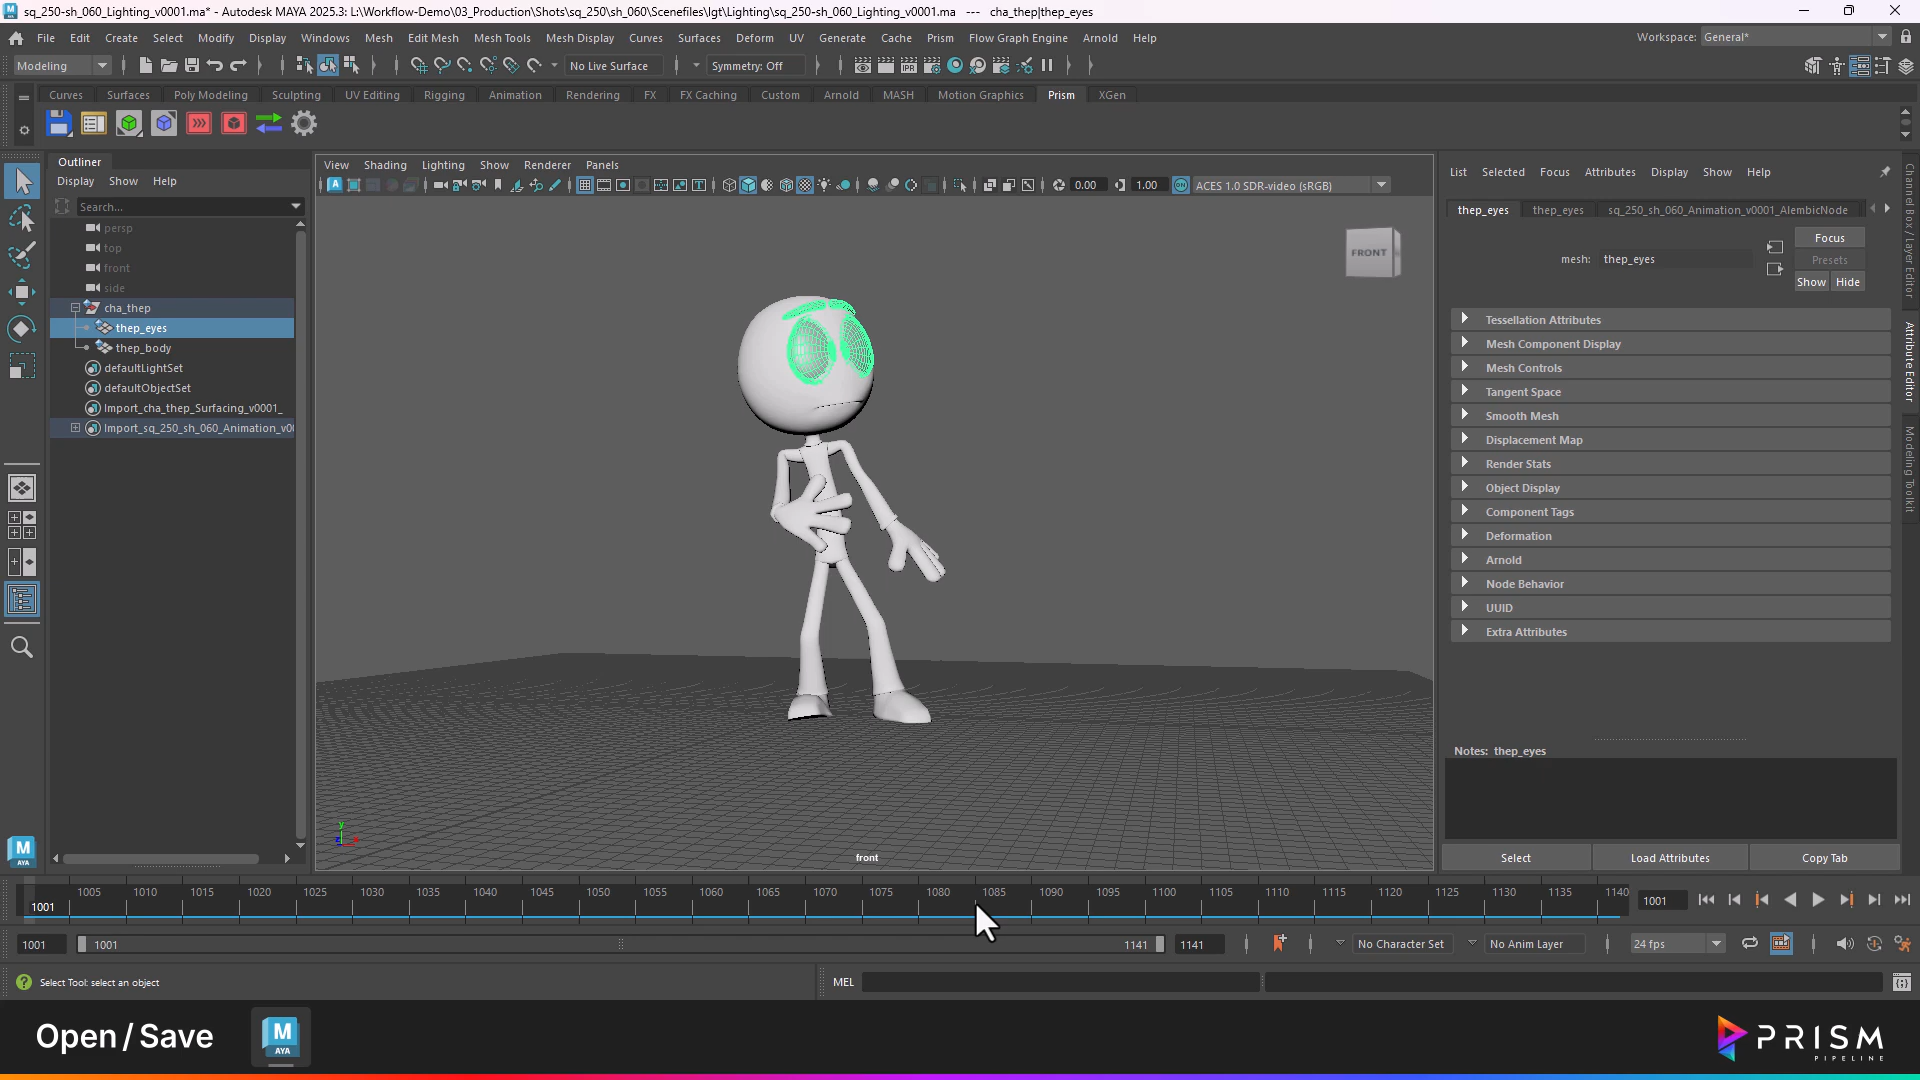 sq_250-sh_060_Lighting_v0001.ma* - Autodesk MAYA 2025.3: L:\Workflow-Demo\03_Production\Shots\sq_250\sh_060\Scenefiles\lgt\Lighting\sq_250-sh_060_Lighting_v0001.ma --- cha_thep|thep_eyes
File Edit Create Select Modify Display Windows Mesh Edit Mesh Mesh Tools Mesh Display Curves Surfaces Deform UV Generate Cache Prism Flow Graph Engine Arnold Help Workspace: General*
Modeling No Live Surface Symmetry: Off
Curves Surfaces Poly Modeling Sculpting UV Editing Rigging Animation Rendering FX FX Caching Custom Arnold MASH Motion Graphics Prism XGen
Outliner
Display Show Help
Search...
persp
top
front
side
cha_thep
thep_eyes
thep_body
defaultLightSet
defaultObjectSet
Import_cha_thep_Surfacing_v0001_
Import_sq_250_sh_060_Animation_v00
View Shading Lighting Show Renderer Panels
0.00 1.00 ACES 1.0 SDR-video (sRGB)
FRONT
front
List Selected Focus Attributes Display Show Help
thep_eyes thep_eyes sq_250_sh_060_Animation_v0001_AlembicNode
mesh: thep_eyes
Focus
Presets
Show Hide
Tessellation Attributes
Mesh Component Display
Mesh Controls
Tangent Space
Smooth Mesh
Displacement Map
Render Stats
Object Display
Component Tags
Deformation
Arnold
Node Behavior
UUID
Extra Attributes
Notes: thep_eyes
Select Load Attributes Copy Tab
Channel Box / Layer Editor
Attribute Editor
Modeling Toolkit
1005 1010 1015 1020 1025 1030 1035 1040 1045 1050 1055 1060 1065 1070 1075 1080 1085 1090 1095 1100 1105 1110 1115 1120 1125 1130 1135 1140
1001 1001
1001 1001 1141 1141 No Character Set No Anim Layer 24 fps
Select Tool: select an object MEL
Open / Save M AYA PRISM
PIPELINE